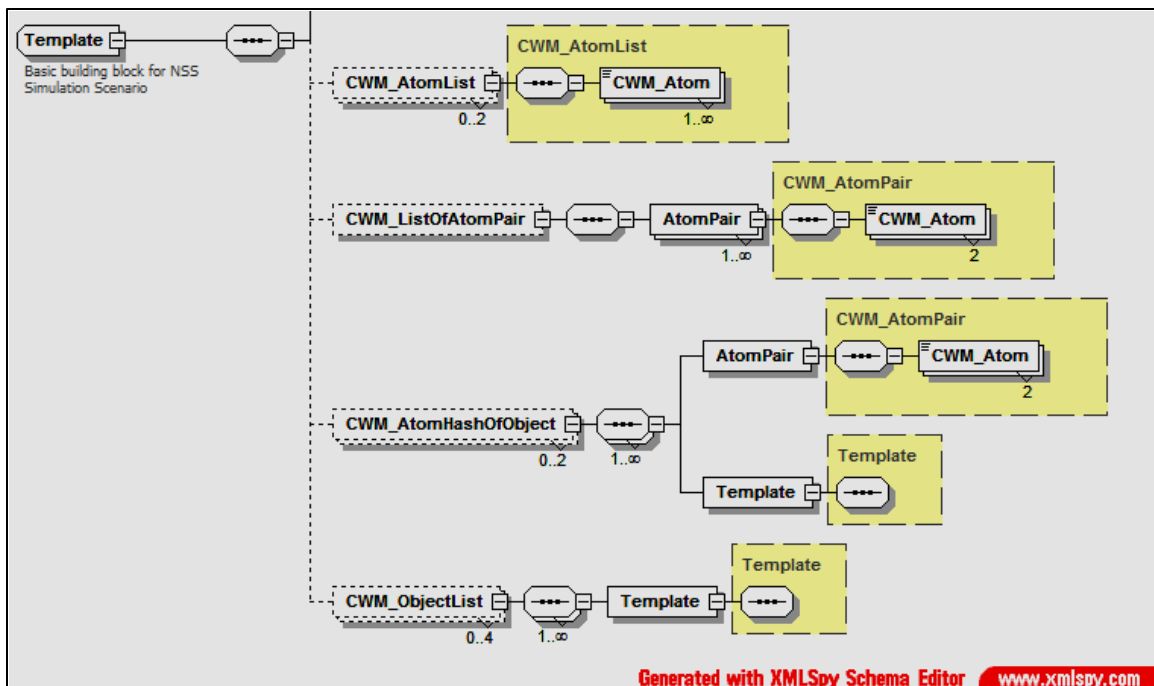 Template
Basic building block for NSS
Simulation Scenario
CWM_AtomList
CWM_AtomList
CWM_Atom
0..2
1..∞
CWM_AtomPair
CWM_ListOfAtomPair
AtomPair
CWM_Atom
1..∞
2
CWM_AtomPair
AtomPair
CWM_Atom
2
CWM_AtomHashOfObject
0..2
1..∞
Template
Template
Template
CWM_ObjectList
Template
0..4
1..∞
Generated with XMLSpy Schema Editor www.xmlspy.com